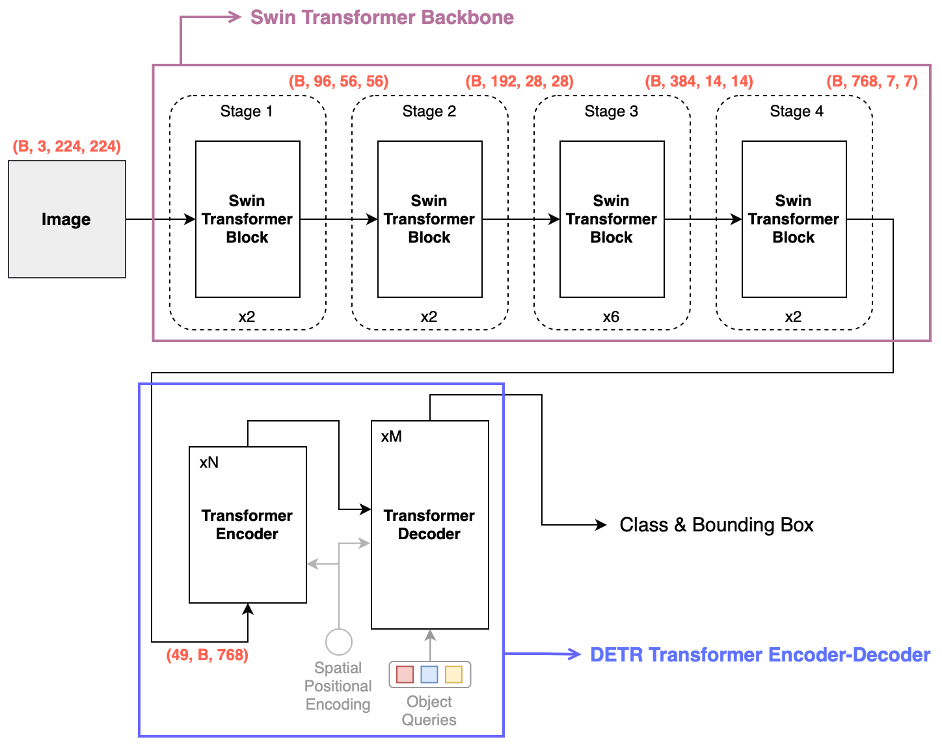 Swin Transformer Backbone
(B, 96, 56, 56)
(B, 192, 28, 28)
(B, 384, 14, 14)
(B, 768, 7, 7)
Stage 1
Stage 2
Stage 3
Stage 4
(B, 3, 224, 224)
Image
Swin
Transformer
Block
Swin
Transformer
Block
Swin
Transformer
Block
Swin
Transformer
Block
x2
x2
x6
x2
xN
Transformer
Encoder
xM
Transformer
Decoder
Class & Bounding Box
(49, B, 768)
Spatial
Positional
Encoding
Object
Queries
DETR Transformer Encoder-Decoder